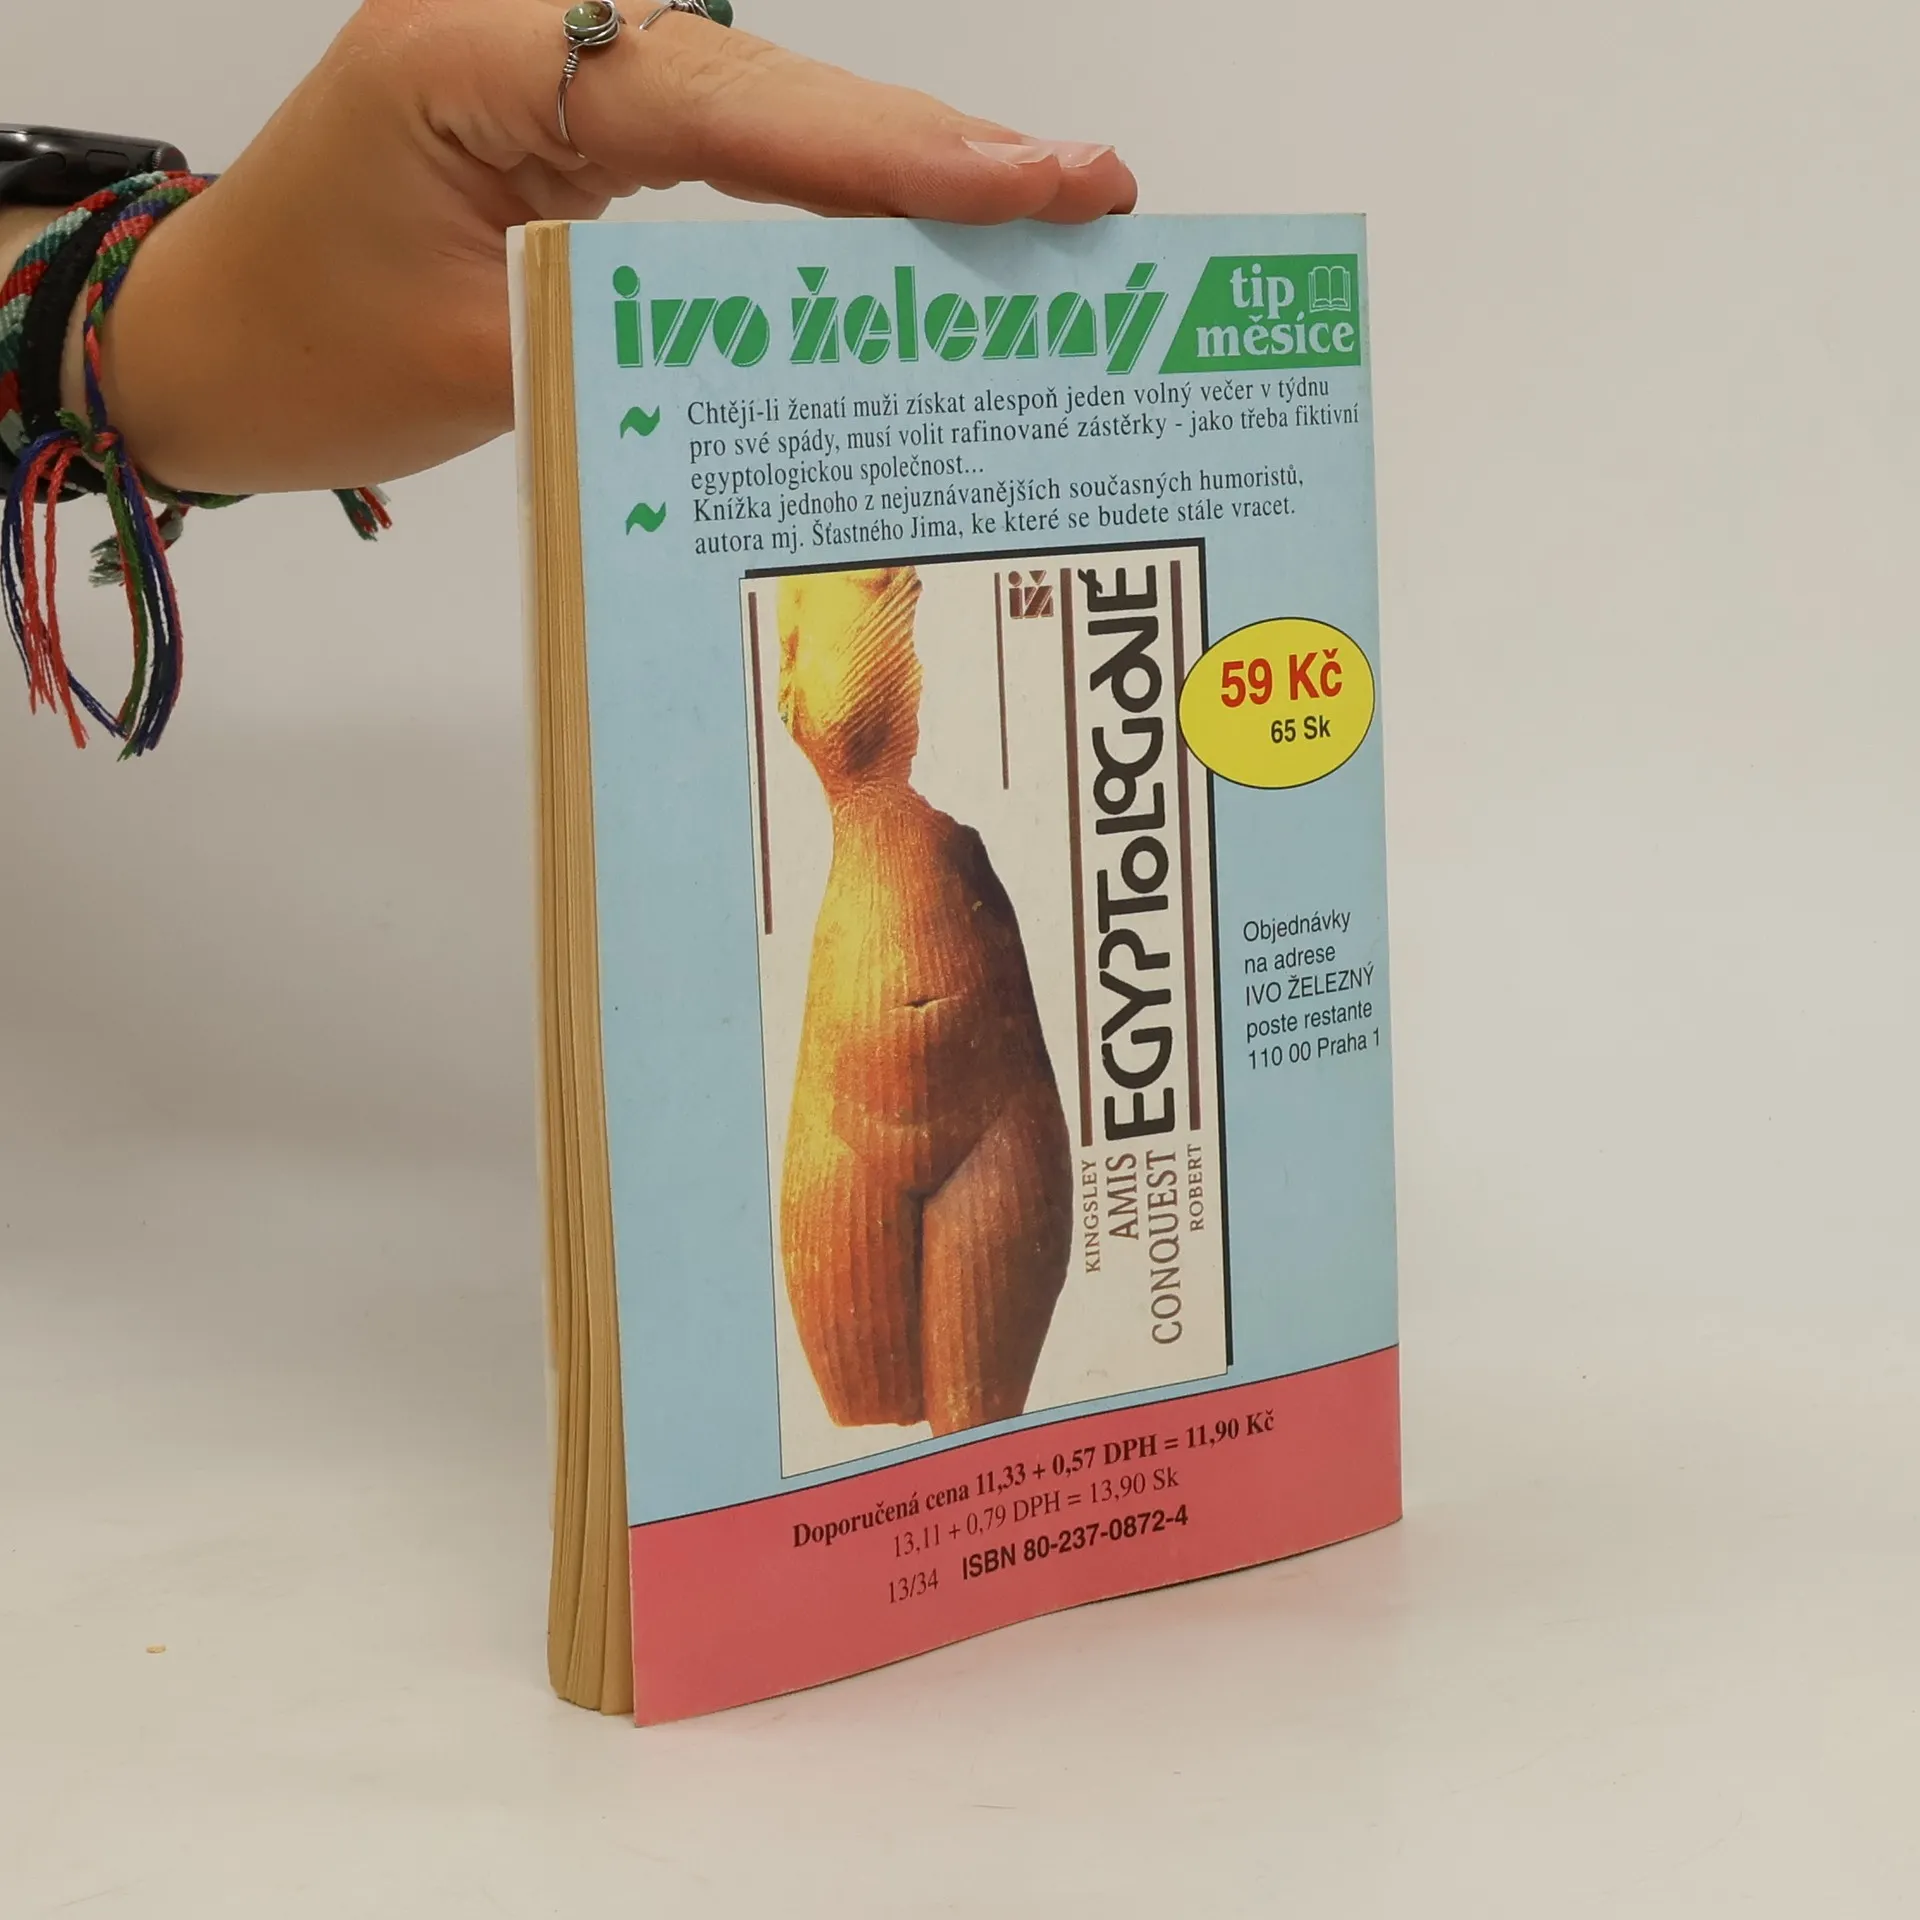 ivo železný
tip
měsíce
Chtějí-li ženatí muži získat alespoň jeden volný večer v týdnu
pro své spády, musí volit rafinované zástěrky - jako třeba fiktivní
egyptologickou společnost...
Knížka jednoho z nejuznávanějších současných humoristů,
autora mj. Šťastného Jima, ke které se budete stále vracet.
iž
EGYPTOLOGOVÉ
KINGSLEY
AMIS
CONQUEST
ROBERT
59 Kč
65 Sk
Objednávky
na adrese
IVO ŽELEZNÝ
poste restante
110 00 Praha 1
Doporučená cena 11,33 + 0,57 DPH = 11,90 Kč
13,11 + 0,79 DPH = 13,90 Sk
13/34 ISBN 80-237-0872-4